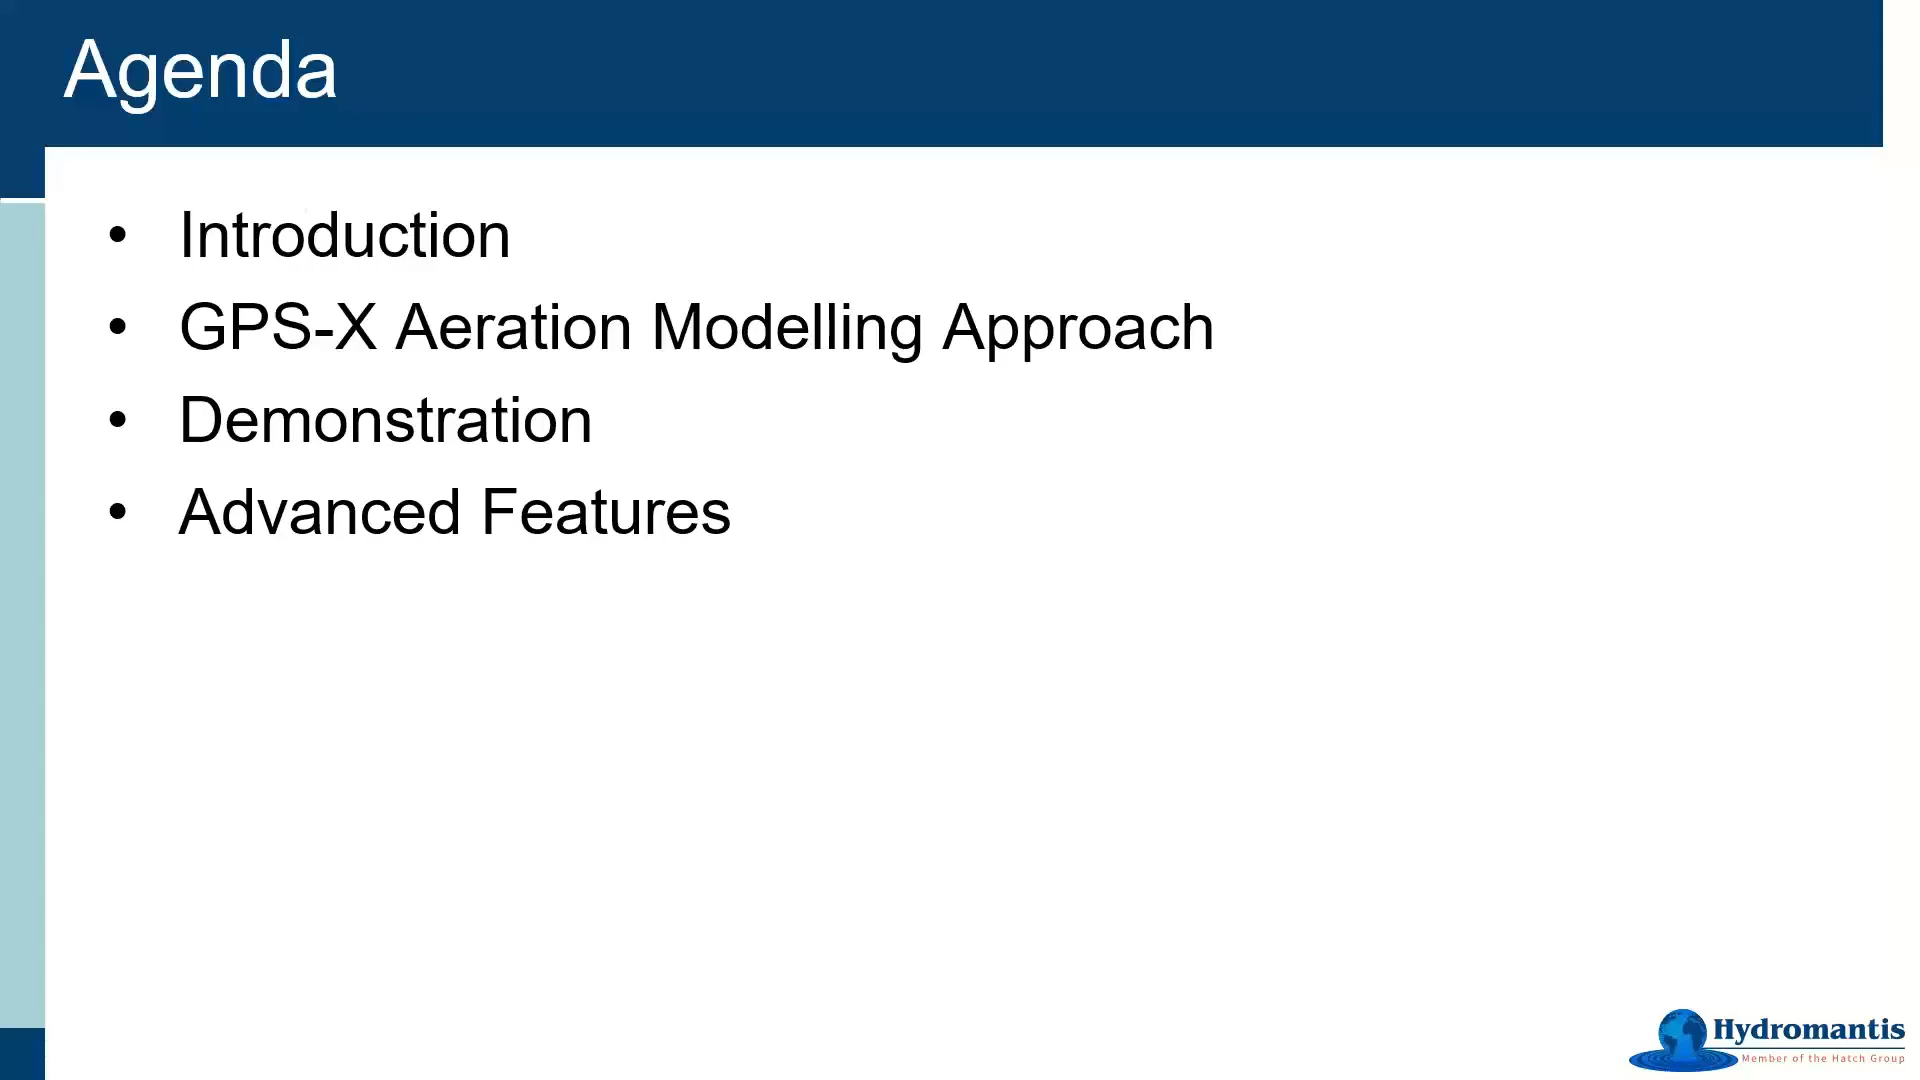 Agenda
• Introduction
• GPS-X Aeration Modelling Approach
• Demonstration
• Advanced Features
Hydromantis
Member of the Hatch Group